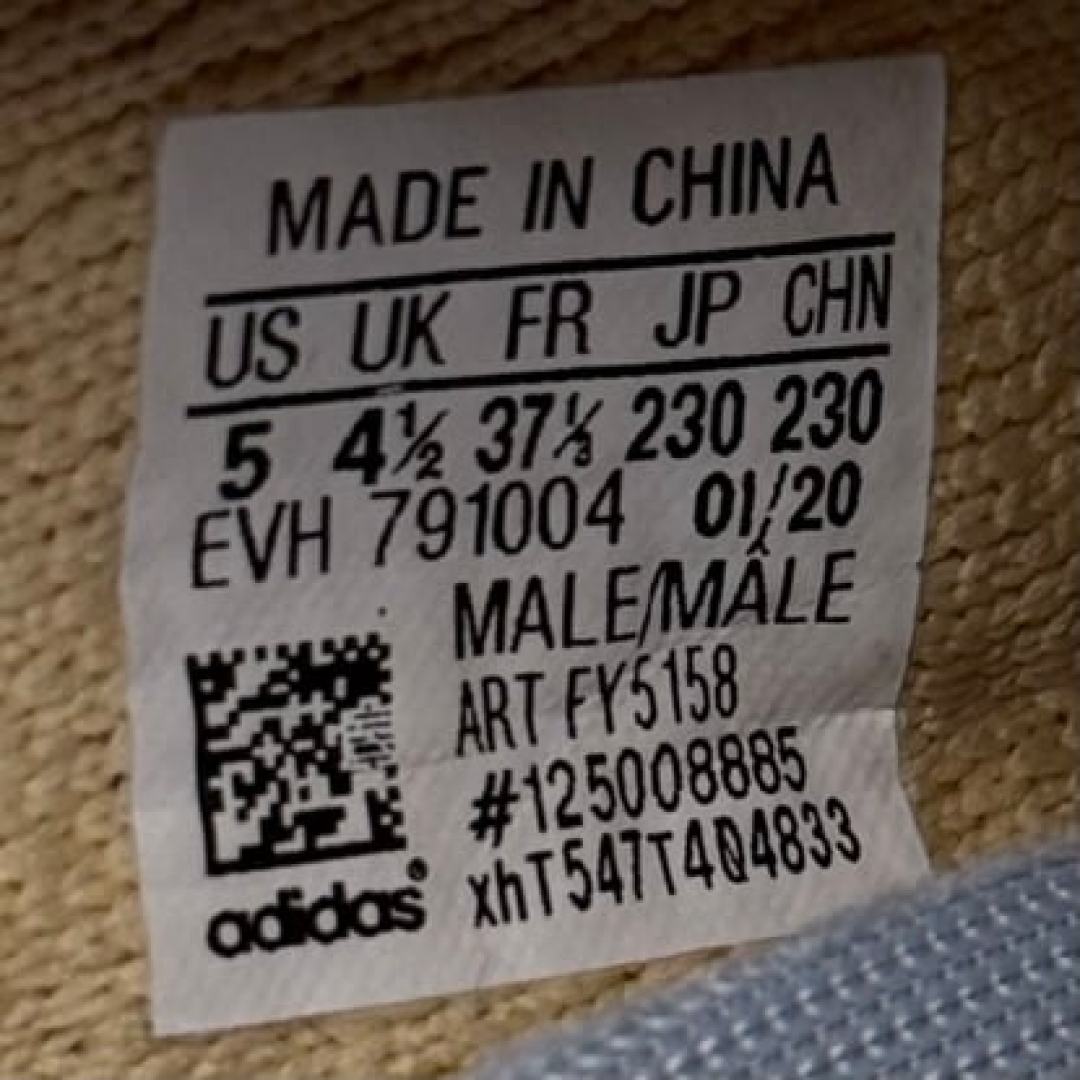 MADE IN CHINA
US UK FR JP CHN
5 4½ 37⅓ 230 230
EVH 791004 01/20
MALE/MÂLE
ART FY5158
#125008885
xhT547T4Q4833
adidas®